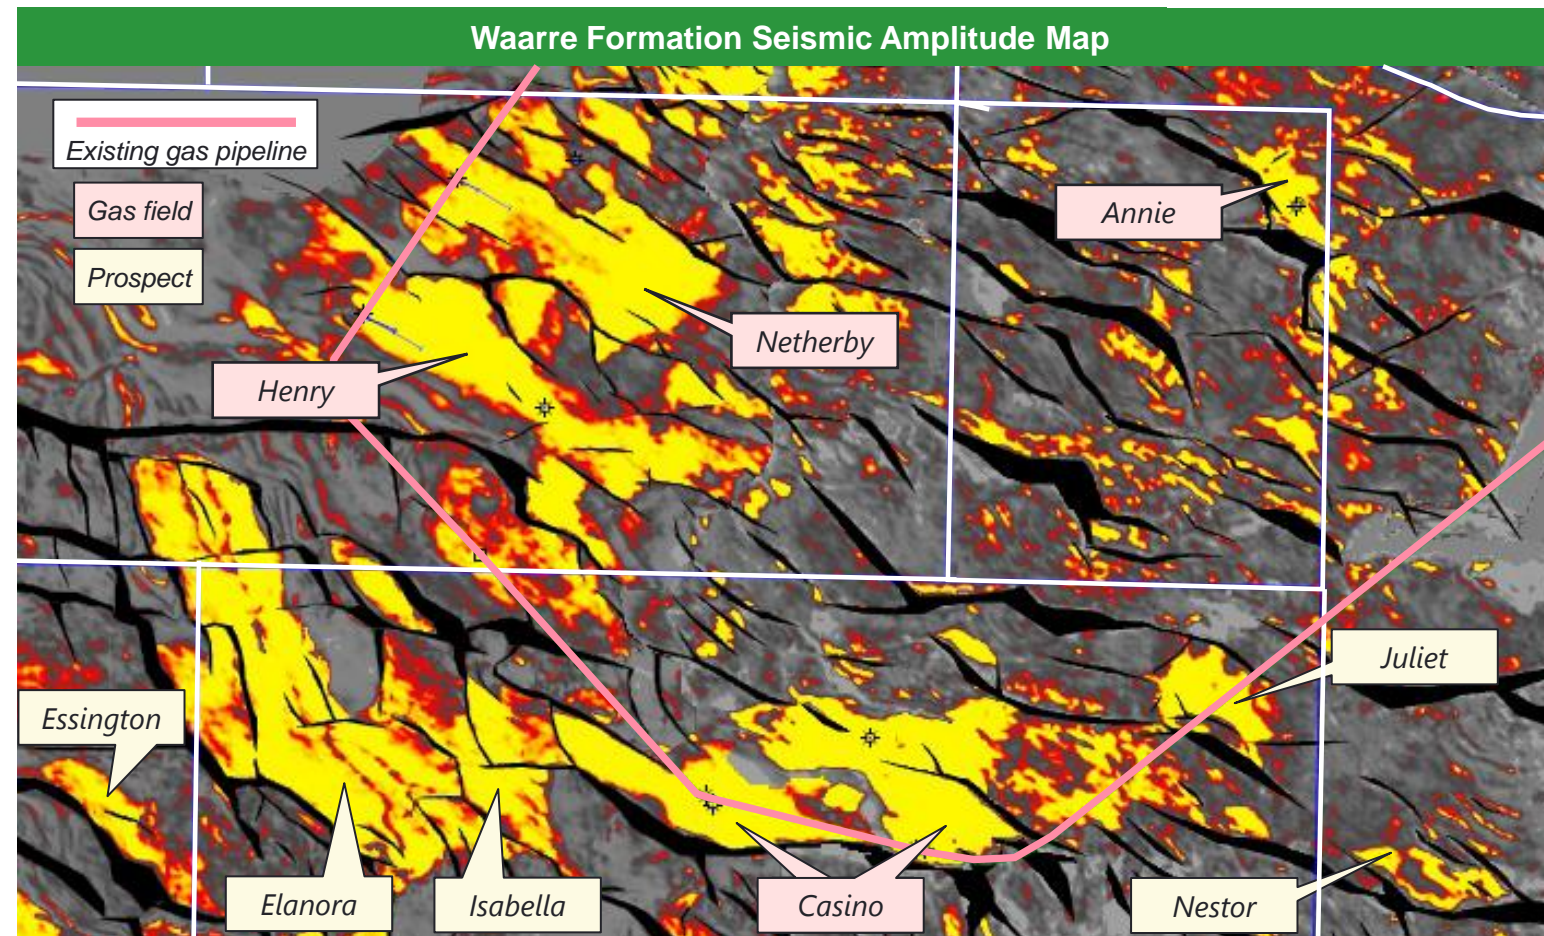 Waarre Formation Seismic Amplitude Map
Existing gas pipeline
Gas field
Prospect
Annie
Netherby
Henry
Juliet
Essington
Elanora
Isabella
Casino
Nestor